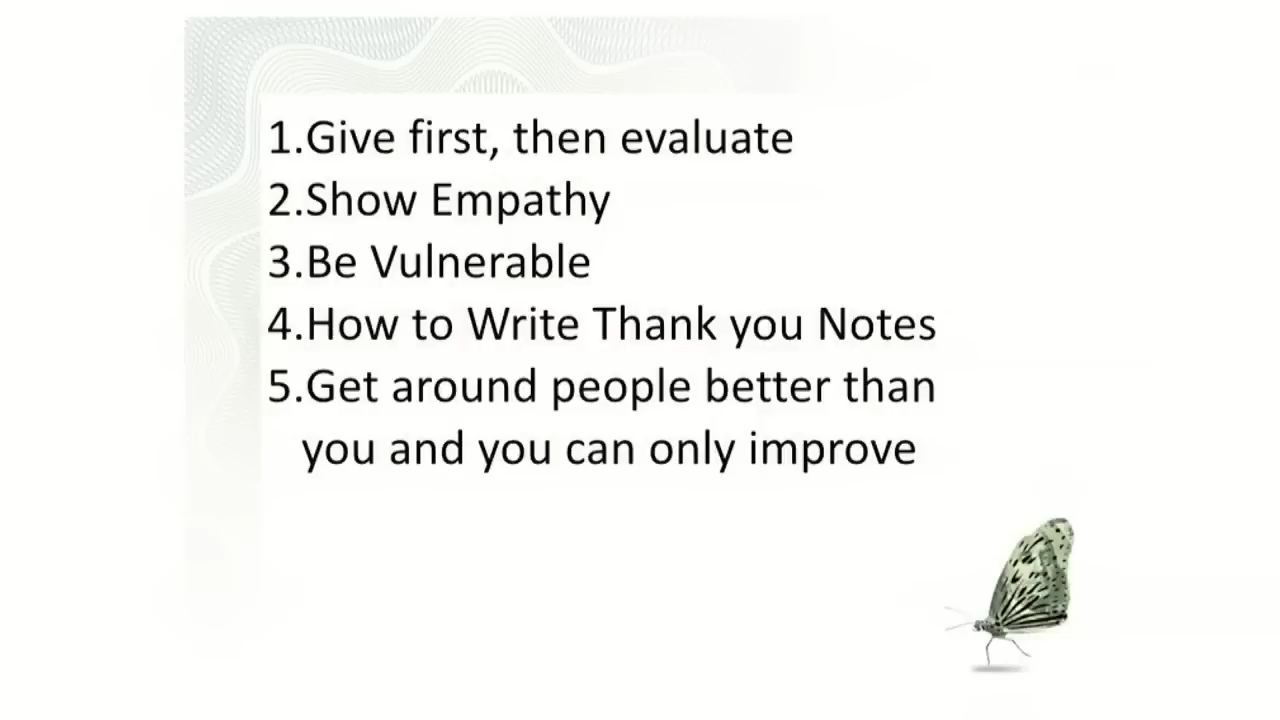 1.Give first, then evaluate
2.Show Empathy
3.Be Vulnerable
4.How to Write Thank you Notes
5.Get around people better than
you and you can only improve